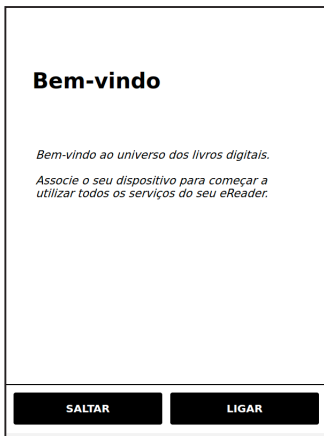 Bem-vindo
Bem-vindo ao universo dos livros digitais.
Associe o seu dispositivo para começar a
utilizar todos os serviços do seu eReader.
SALTAR
LIGAR